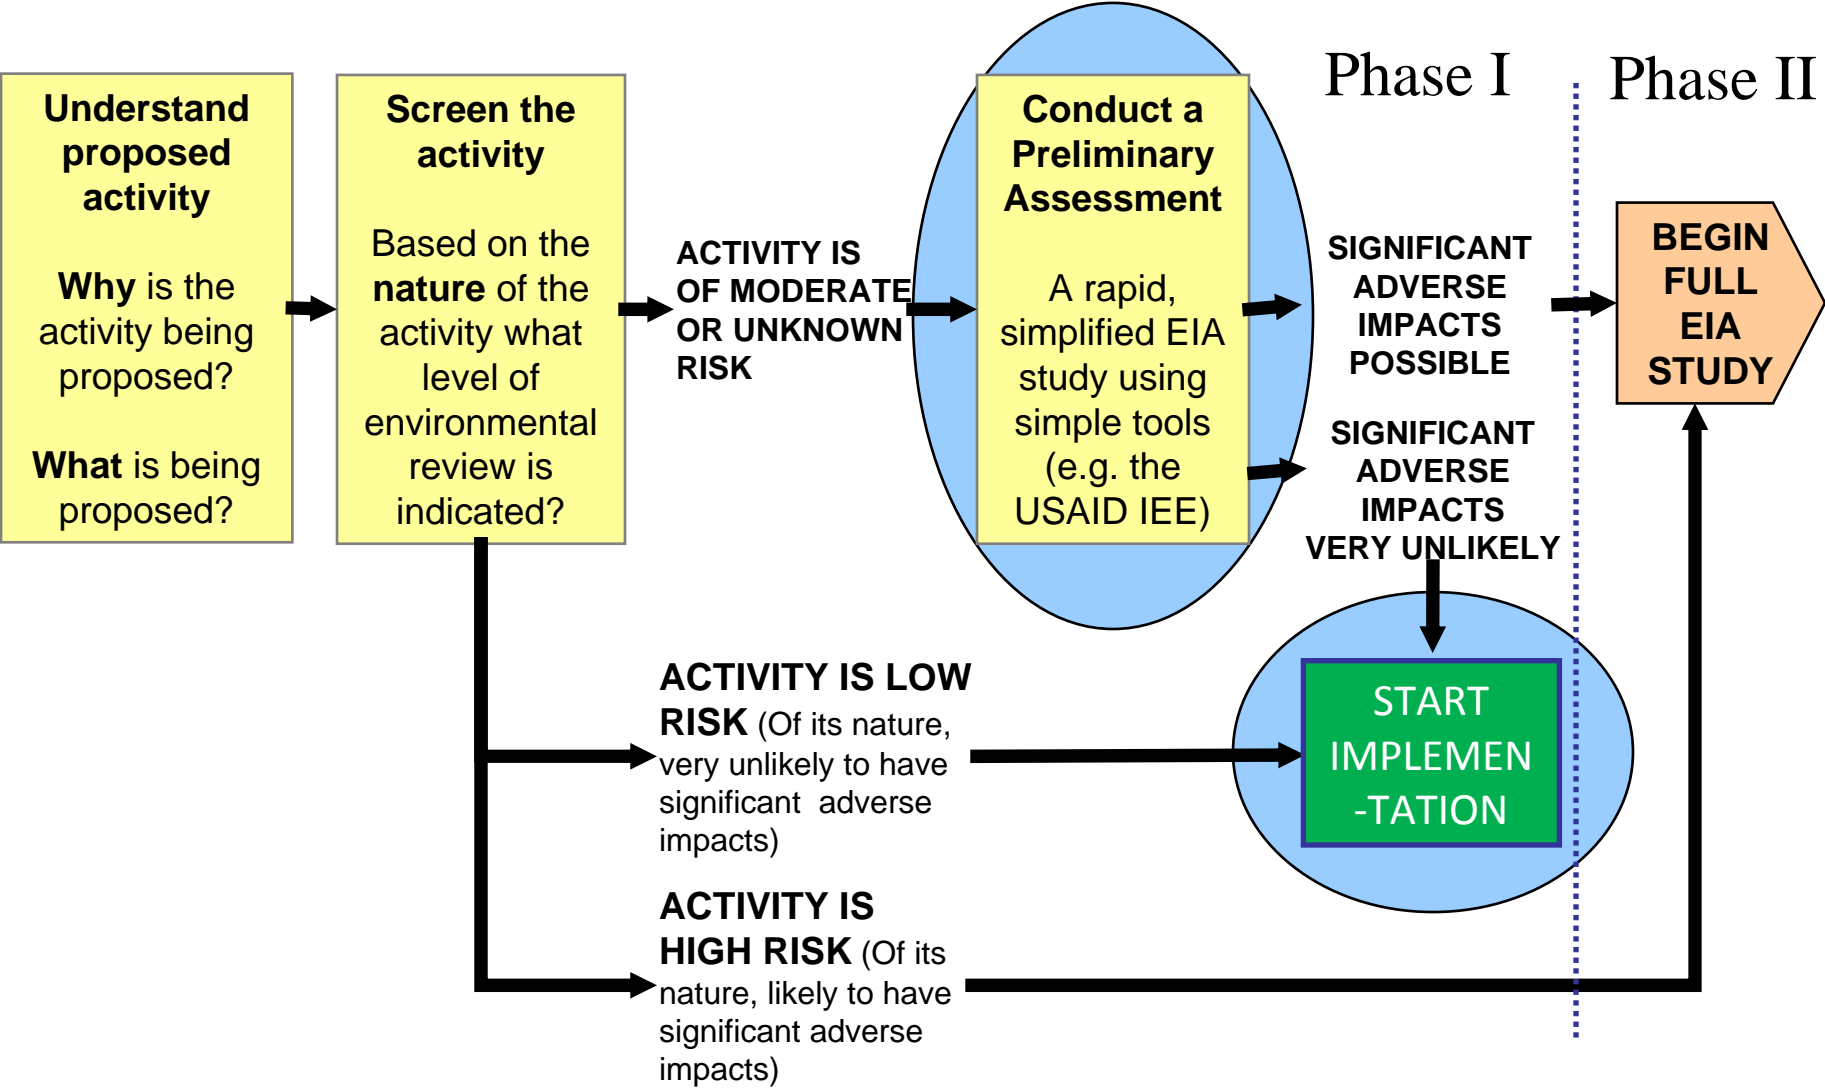 Understand
proposed
activity
Why is the
activity being
proposed?
What is being
proposed?
Screen the
activity
Based on the
nature of the
activity what
level of
environmental
review is
indicated?
ACTIVITY IS
OF MODERATE
OR UNKNOWN
RISK
Conduct a
Preliminary
Assessment
A rapid,
simplified EIA
study using
simple tools
(e.g. the
USAID IEE)
Phase I
Phase II
SIGNIFICANT
ADVERSE
IMPACTS
POSSIBLE
BEGIN
FULL
EIA
STUDY
SIGNIFICANT
ADVERSE
IMPACTS
VERY UNLIKELY
ACTIVITY IS LOW
RISK (Of its nature,
very unlikely to have
significant  adverse
impacts)
START
IMPLEMEN
-TATION
ACTIVITY IS
HIGH RISK (Of its
nature, likely to have
significant adverse
impacts)